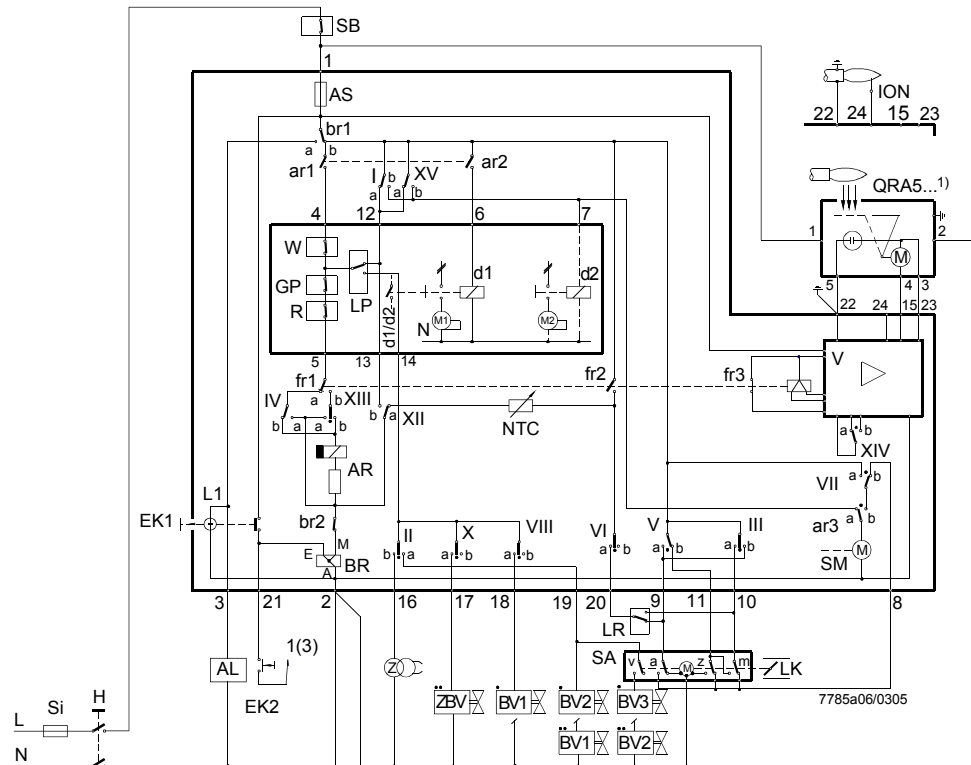 SB
1
AS
ION
22 24 15 23
br1
a b
ar1
ar2
I
b
XV
a
a
b
QRA5...1)
4 12 6 7
1
2
M
5 4 3
W
GP
R
LP
d1/d2
d1
d2
N
M1
M2
22 24 15 23
5 13 14
V
fr1
fr2
fr3
a b
IV
XIII
b a a b
b a
XII
NTC
a b
XIV
AR
VII
a b
L1
EK1
br2
M
E
BR
A
II
X
VIII
VI
V
III
ar3
a b
b a
a b
a b
a b
a b
a b
M
SM
3 21 2 16 17 18 19 20 9 11 10 8
LR
1(3)
AL
EK2
Z
SA
v a M z m
LK
ZBV
BV1
BV2
BV3
BV1
BV2
7785a06/0305
L
Si
H
N